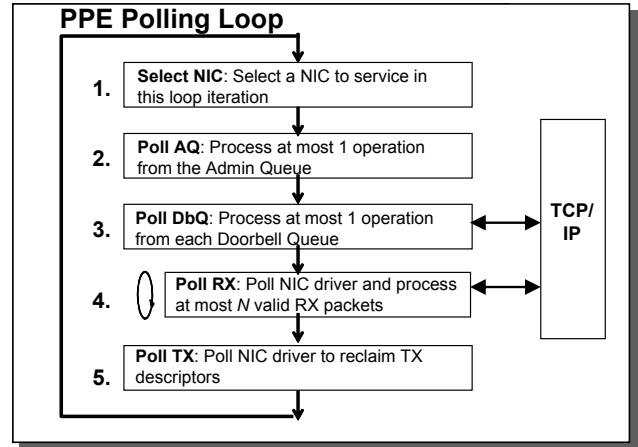 PPE Polling Loop
1.
Select NIC: Select a NIC to service in
this loop iteration
2.
Poll AQ: Process at most 1 operation
from the Admin Queue
3.
Poll DbQ: Process at most 1 operation
from each Doorbell Queue
TCP/
IP
4.
Poll RX: Poll NIC driver and process
at most N valid RX packets
5.
Poll TX: Poll NIC driver to reclaim TX
descriptors